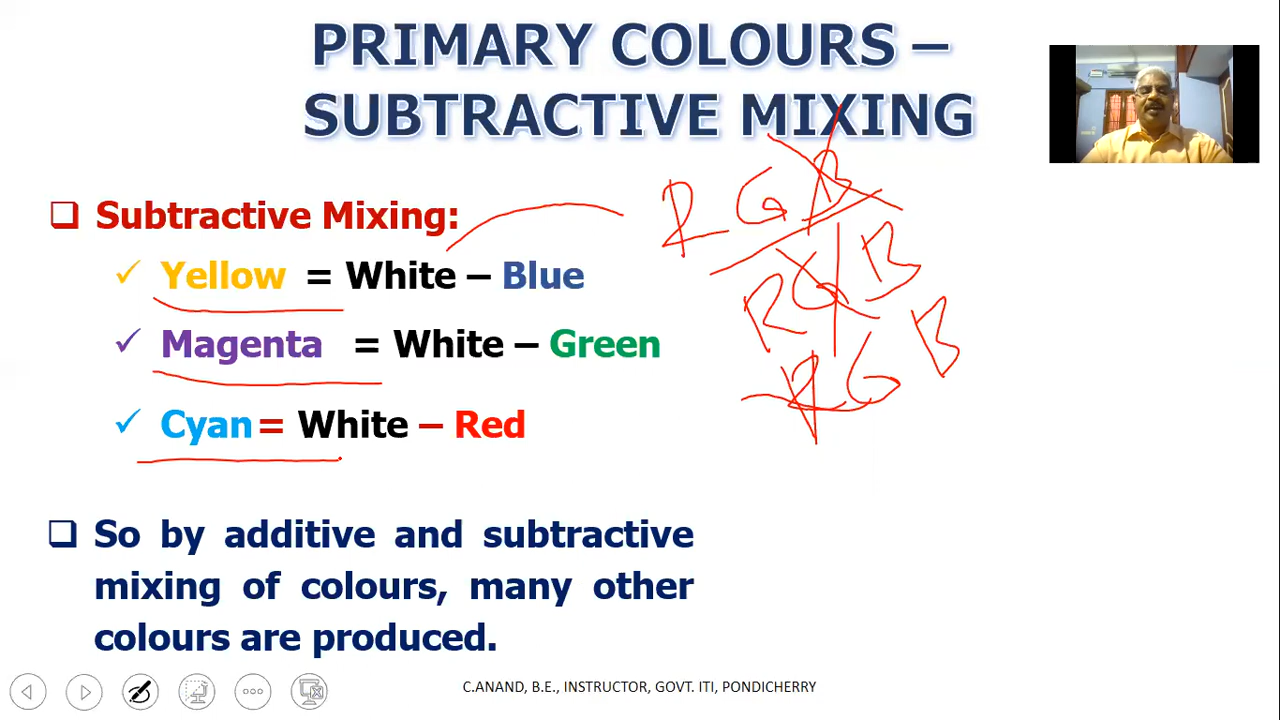 PRIMARY COLOURS –
SUBTRACTIVE MIXING
R G B
Subtractive Mixing:
Yellow = White – Blue
R G B
Magenta = White – Green
R G B
Cyan = White – Red
So by additive and subtractive
mixing of colours, many other
colours are produced.
C.ANAND, B.E., INSTRUCTOR, GOVT. ITI, PONDICHERRY